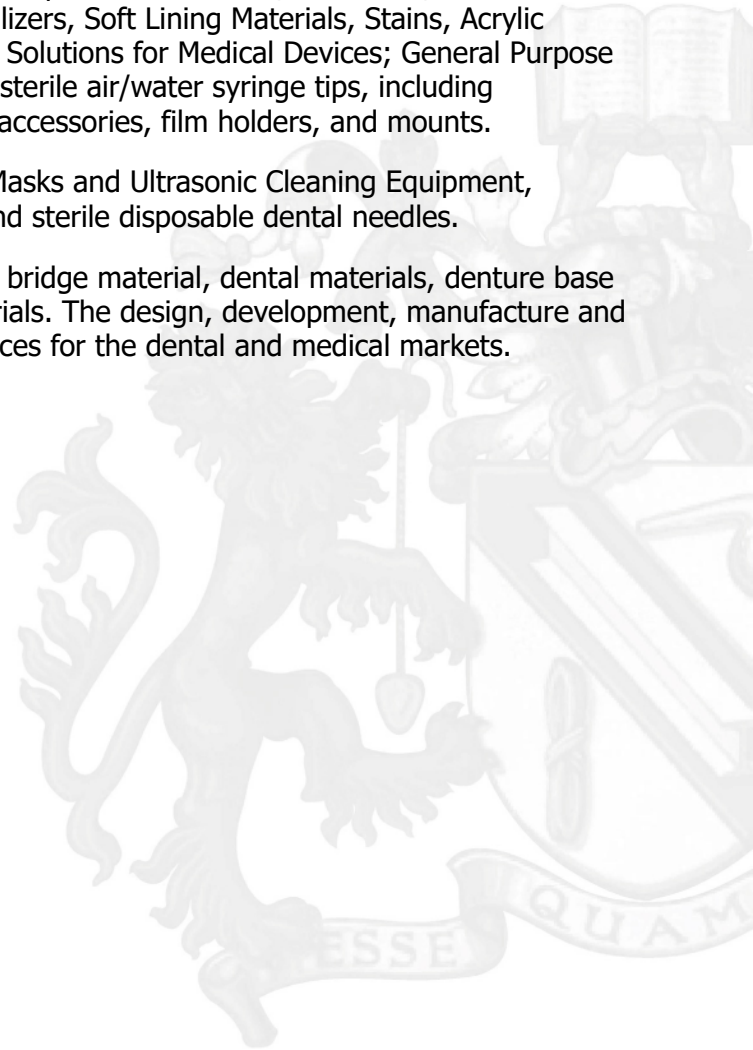 lizers, Soft Lining Materials, Stains, Acrylic
Solutions for Medical Devices; General Purpose
sterile air/water syringe tips, including
accessories, film holders, and mounts.
Masks and Ultrasonic Cleaning Equipment,
nd sterile disposable dental needles.
bridge material, dental materials, denture base
rials. The design, development, manufacture and
ces for the dental and medical markets.
ESSE QUAM